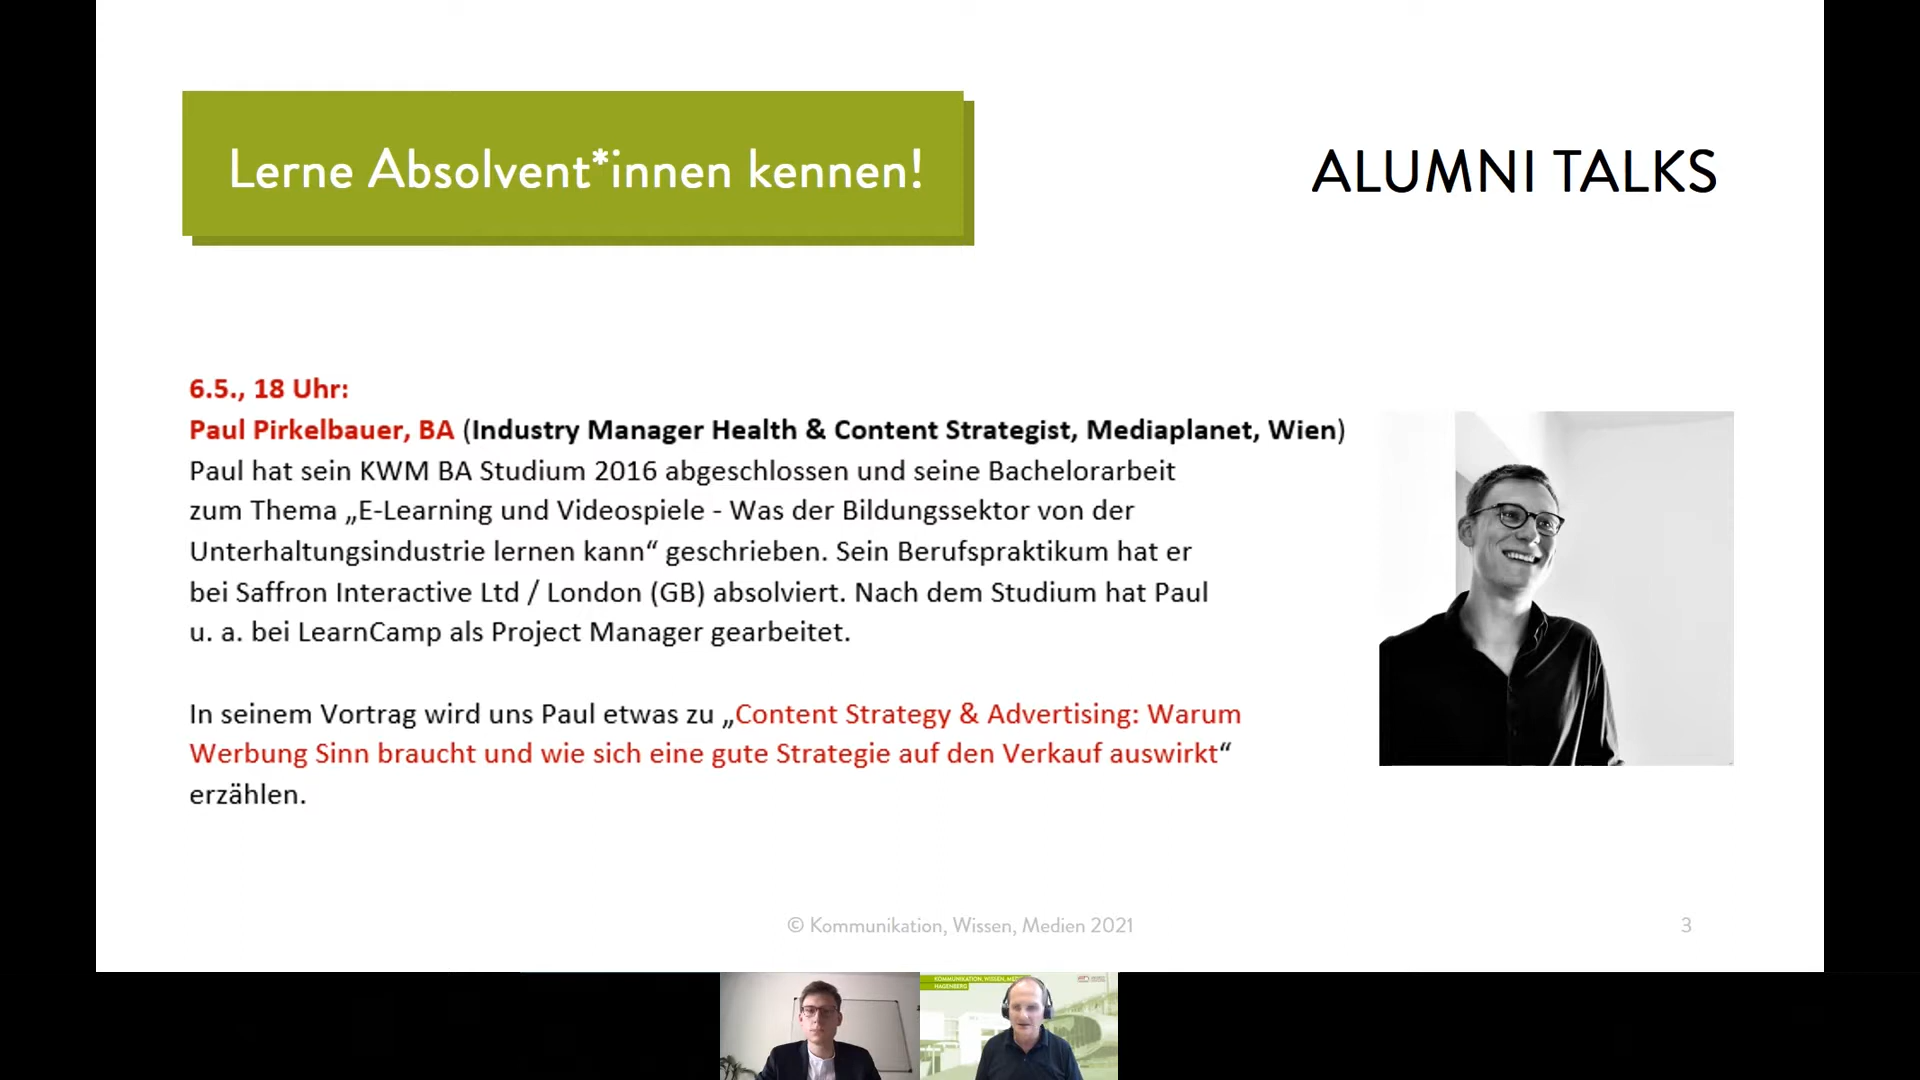 Lerne Absolvent*innen kennen!
ALUMNI TALKS
6.5., 18 Uhr:
Paul Pirkelbauer, BA (Industry Manager Health & Content Strategist, Mediaplanet, Wien)
Paul hat sein KWM BA Studium 2016 abgeschlossen und seine Bachelorarbeit
zum Thema „E-Learning und Videospiele - Was der Bildungssektor von der
Unterhaltungsindustrie lernen kann“ geschrieben. Sein Berufspraktikum hat er
bei Saffron Interactive Ltd / London (GB) absolviert. Nach dem Studium hat Paul
u. a. bei LearnCamp als Project Manager gearbeitet.
In seinem Vortrag wird uns Paul etwas zu „Content Strategy & Advertising: Warum
Werbung Sinn braucht und wie sich eine gute Strategie auf den Verkauf auswirkt“
erzählen.
© Kommunikation, Wissen, Medien 2021
3
KOMMUNIKATION, WISSEN,
HAGENBERG